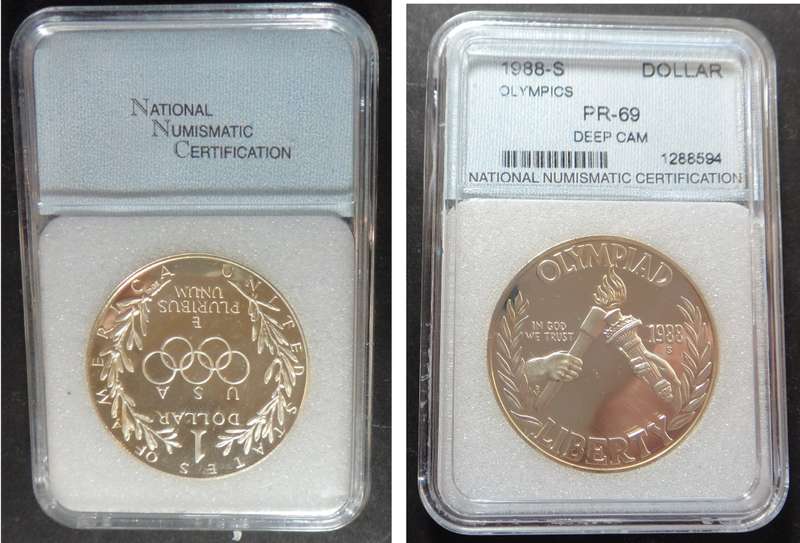 NATIONAL
NUMISMATIC
CERTIFICATION
UNITED STATES OF AMERICA
E
PLURIBUS
UNUM
USA
1
DOLLAR
1988-S DOLLAR
OLYMPICS
PR-69
DEEP CAM
1288594
NATIONAL NUMISMATIC CERTIFICATION
OLYMPIAD
IN GOD
WE TRUST
1988
S
LIBERTY